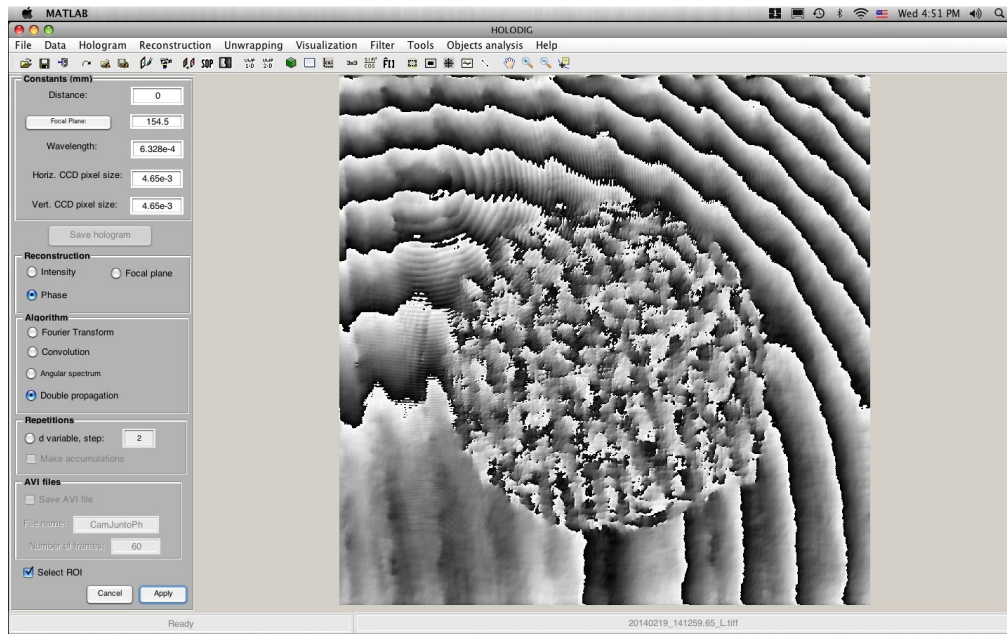 MATLAB
Wed 4:51 PM
HOLODIG
File Data Hologram Reconstruction Unwrapping Visualization Filter Tools Objects analysis Help
Constants (mm)
Distance: 0
Focal Plane: 154.5
Wavelength: 6.328e-4
Horiz. CCD pixel size: 4.65e-3
Vert. CCD pixel size: 4.65e-3
Save hologram
Reconstruction
Intensity Focal plane
Phase
Algorithm
Fourier Transform
Convolution
Angular spectrum
Double propagation
Repetitions
d variable, step: 2
Make accumulations
AVI files
Save AVI file
File name: CamJuntoPh
Number of frames: 60
Select ROI
Cancel Apply
Ready 20140219_141259.65_L.tiff